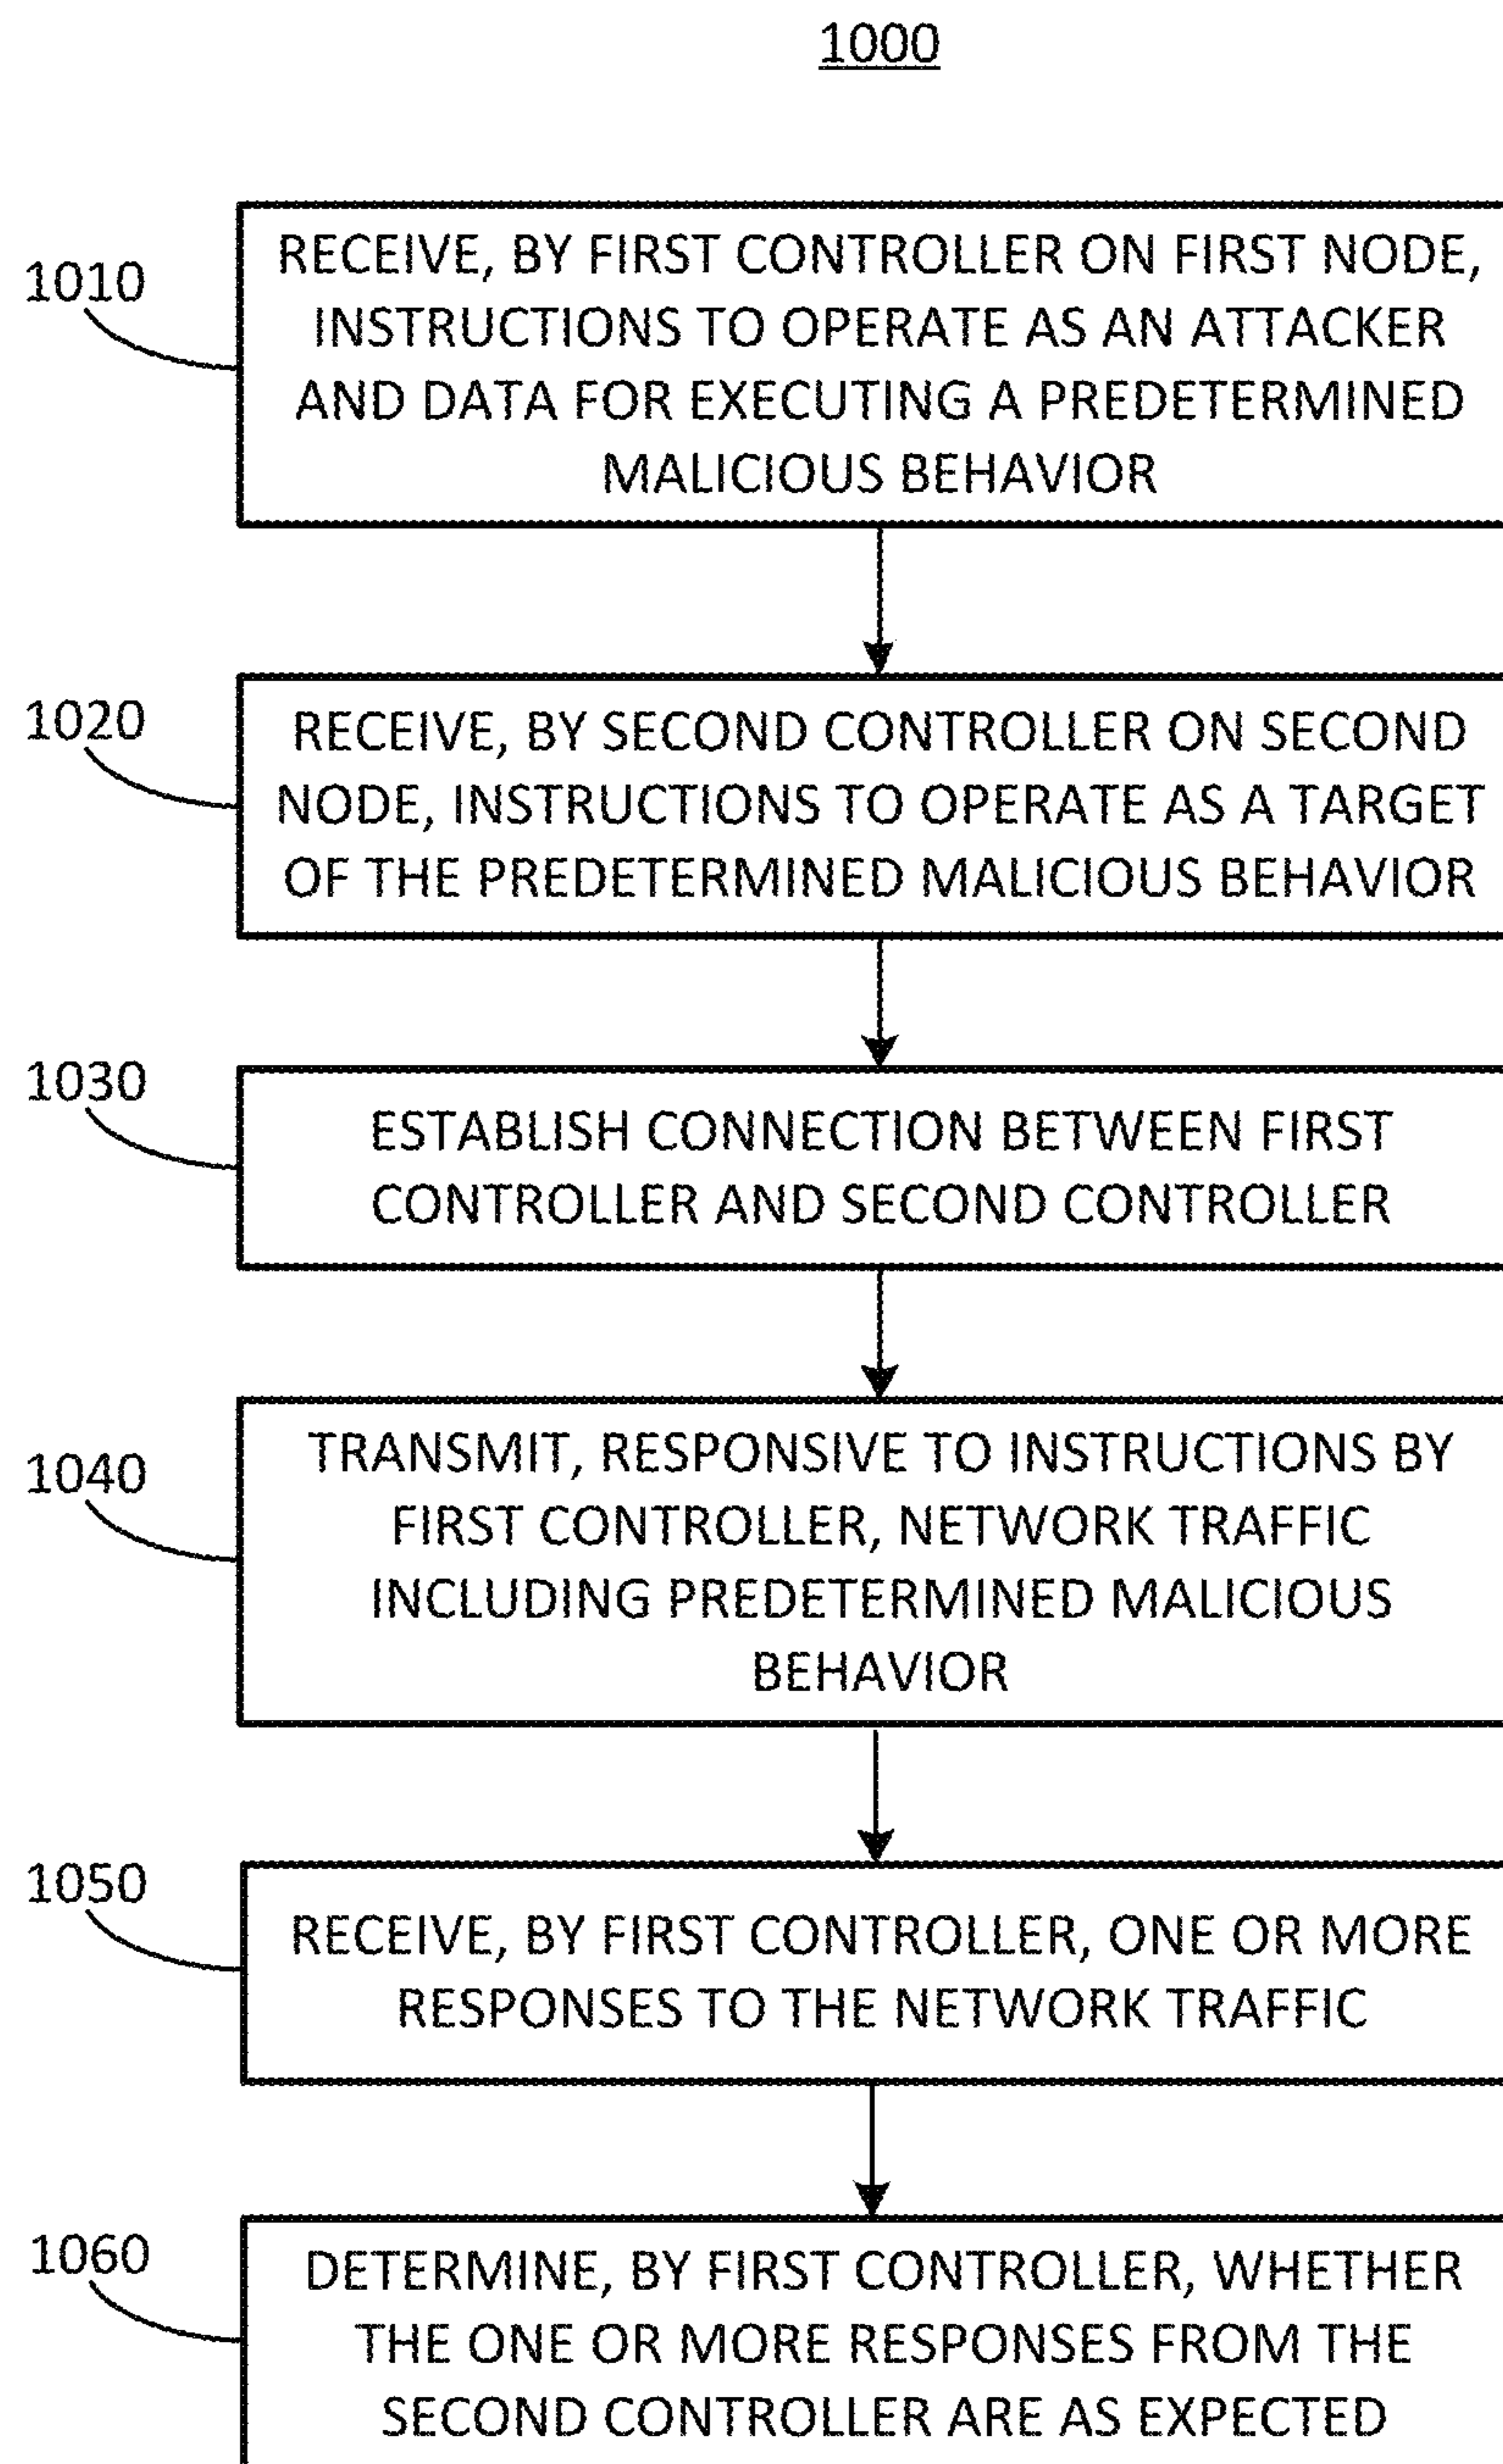 1000
1010
RECEIVE, BY FIRST CONTROLLER ON FIRST NODE,
INSTRUCTIONS TO OPERATE AS AN ATTACKER
AND DATA FOR EXECUTING A PREDETERMINED
MALICIOUS BEHAVIOR
1020
RECEIVE, BY SECOND CONTROLLER ON SECOND
NODE, INSTRUCTIONS TO OPERATE AS A TARGET
OF THE PREDETERMINED MALICIOUS BEHAVIOR
1030
ESTABLISH CONNECTION BETWEEN FIRST
CONTROLLER AND SECOND CONTROLLER
1040
TRANSMIT, RESPONSIVE TO INSTRUCTIONS BY
FIRST CONTROLLER, NETWORK TRAFFIC
INCLUDING PREDETERMINED MALICIOUS
BEHAVIOR
1050
RECEIVE, BY FIRST CONTROLLER, ONE OR MORE
RESPONSES TO THE NETWORK TRAFFIC
1060
DETERMINE, BY FIRST CONTROLLER, WHETHER
THE ONE OR MORE RESPONSES FROM THE
SECOND CONTROLLER ARE AS EXPECTED